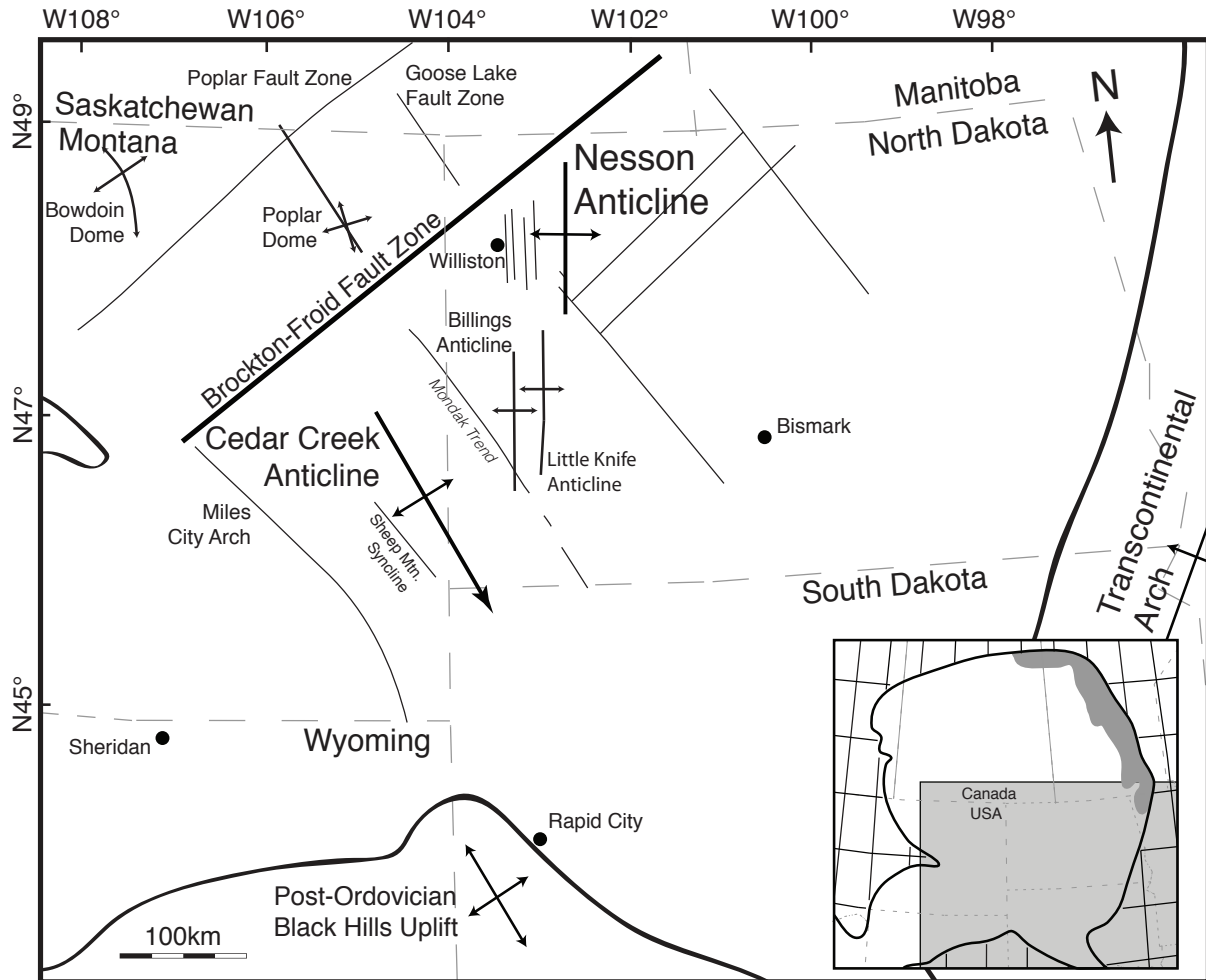 W108°
W106°
W104°
W102°
W100°
W98°
N49°
N47°
N45°
Poplar Fault Zone
Goose Lake
Fault Zone
Saskatchewan
Montana
Manitoba
North Dakota
N
Bowdoin
Dome
Poplar
Dome
Nesson
Anticline
Williston
Brockton-Froid Fault Zone
Billings
Anticline
Mondak Trend
Little Knife
Anticline
Bismark
Cedar Creek
Anticline
Miles
City Arch
Sheep Mtn.
Syncline
Transcontinental
Arch
South Dakota
Wyoming
Sheridan
Rapid City
Post-Ordovician
Black Hills Uplift
100km
Canada
USA